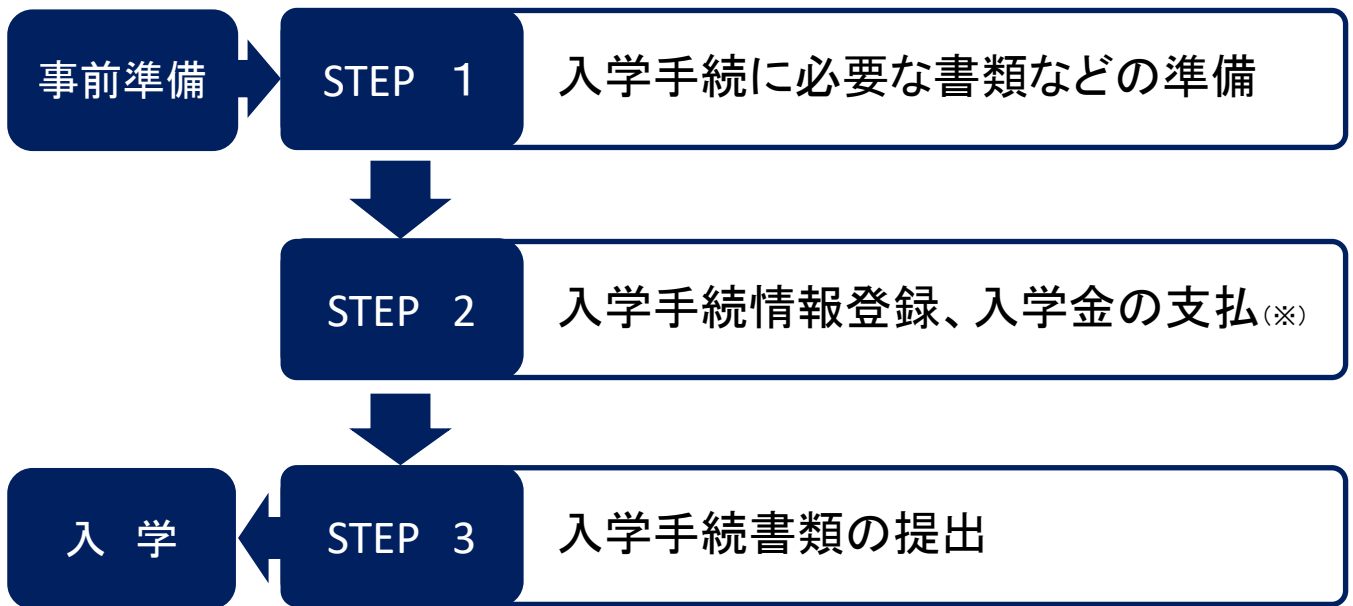 事前準備
STEP 1 入学手続に必要な書類などの準備
STEP 2 入学手続情報登録、入学金の支払(※)
入 学
STEP 3 入学手続書類の提出